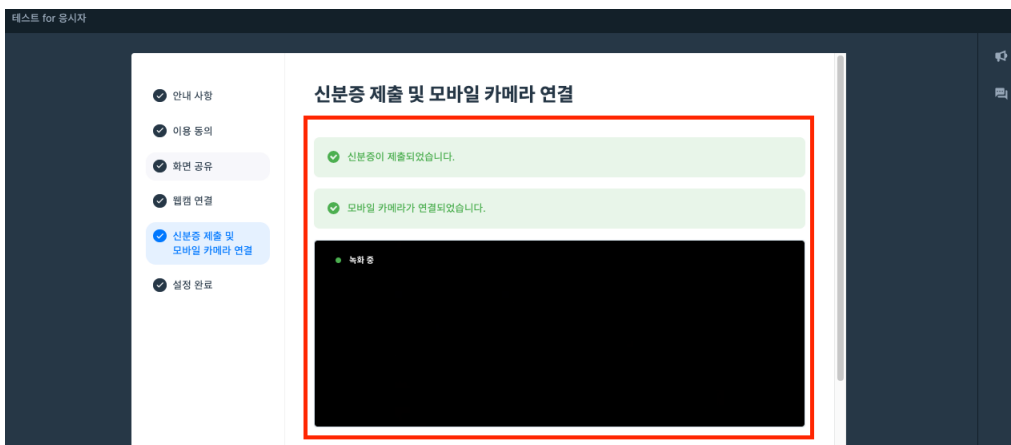 테스트 for 응시자
안내 사항
이용 동의
화면 공유
웹캠 연결
신분증 제출 및
모바일 카메라 연결
설정 완료
신분증 제출 및 모바일 카메라 연결
신분증이 제출되었습니다.
모바일 카메라가 연결되었습니다.
녹화 중